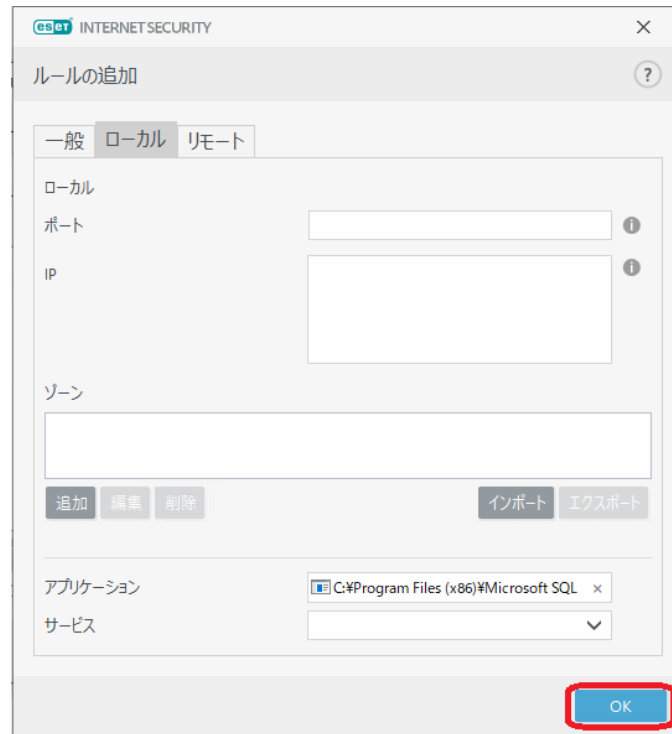 eset INTERNET SECURITY
ルールの追加
?
一般 ローカル リモート
ローカル
ポート
IP
ゾーン
追加 編集 削除 インポート エクスポート
アプリケーション C:¥Program Files (x86)¥Microsoft SQL
サービス
OK